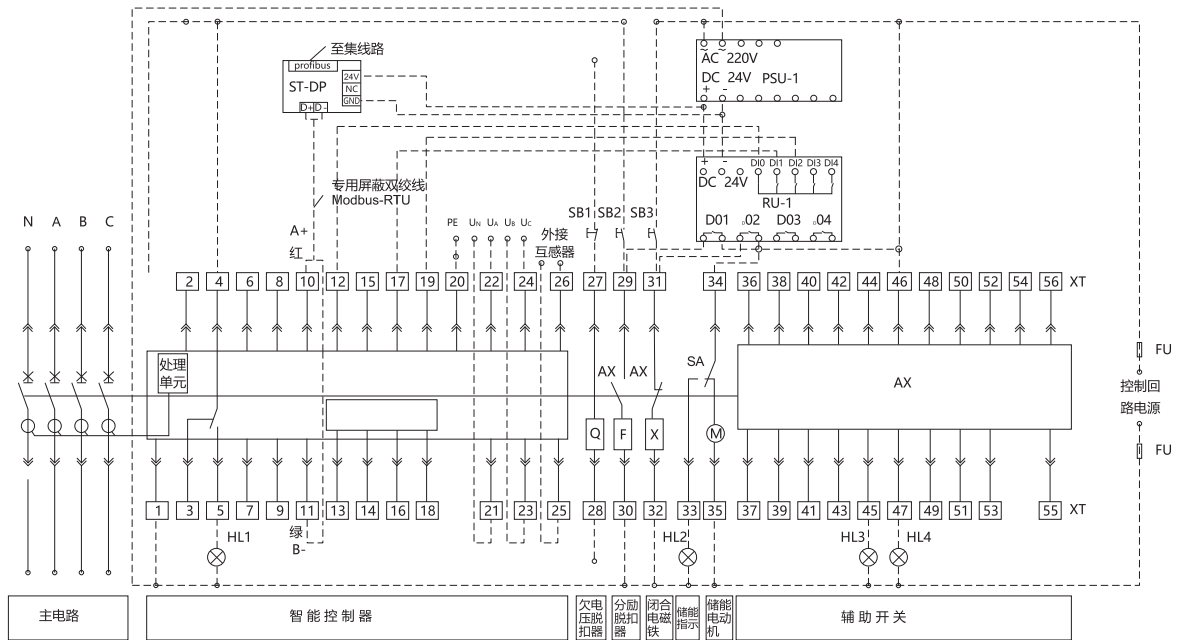 至集线路
profibus
ST-DP
24V
NC
GND
D+ D-
~ ~
AC 220V
DC 24V PSU-1
+ -
+ -
DI0 DI1 DI2 DI3 DI4
DC 24V
RU-1
D01 D02 D03 D04
专用屏蔽双绞线
Modbus-RTU
SB1 SB2 SB3
N A B C
A+
红
PE UN UA UB UC
外接
互感器
2 4 6 8 10 12 15 17 19 20 22 24 26 27 29 31 34 36 38 40 42 44 46 48 50 52 54 56 XT
处理
单元
AX AX
SA
AX
FU
控制回
路电源
FU
Q F X M
1 3 5 7 9 11 13 14 16 18 21 23 25 28 30 32 33 35 37 39 41 43 45 47 49 51 53 55 XT
HL1
绿
B-
HL2
HL3
HL4
主电路
智能控制器
欠电
压脱
扣器
分励
脱扣
器
闭合
电磁
铁
储能
指示
储能
电动
机
辅助开关